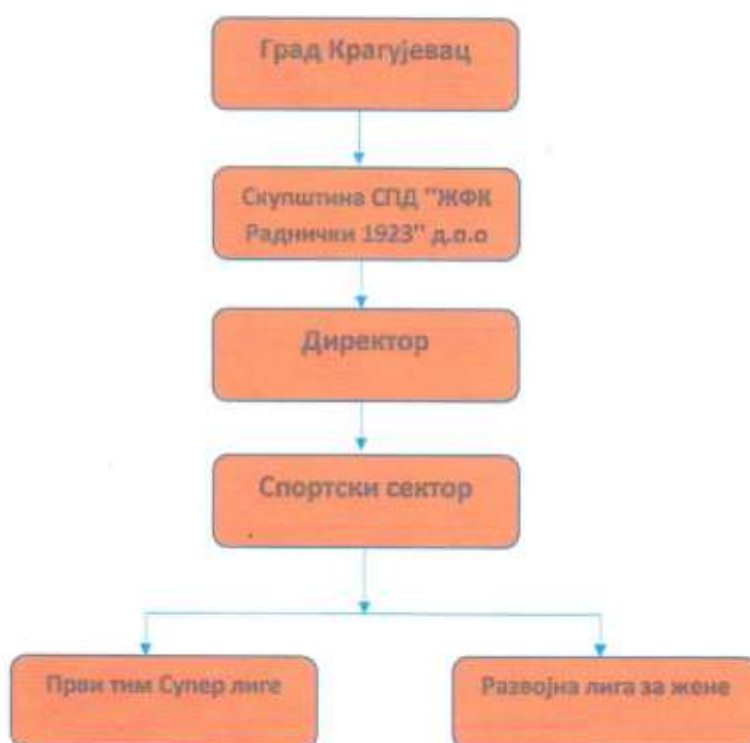 Град Крагујевац
Скупштина СПД "ЖФК
Раднички 1923" д.о.о
Директор
Спортски сектор
Први тим Супер лиге
Развојна лига за жене